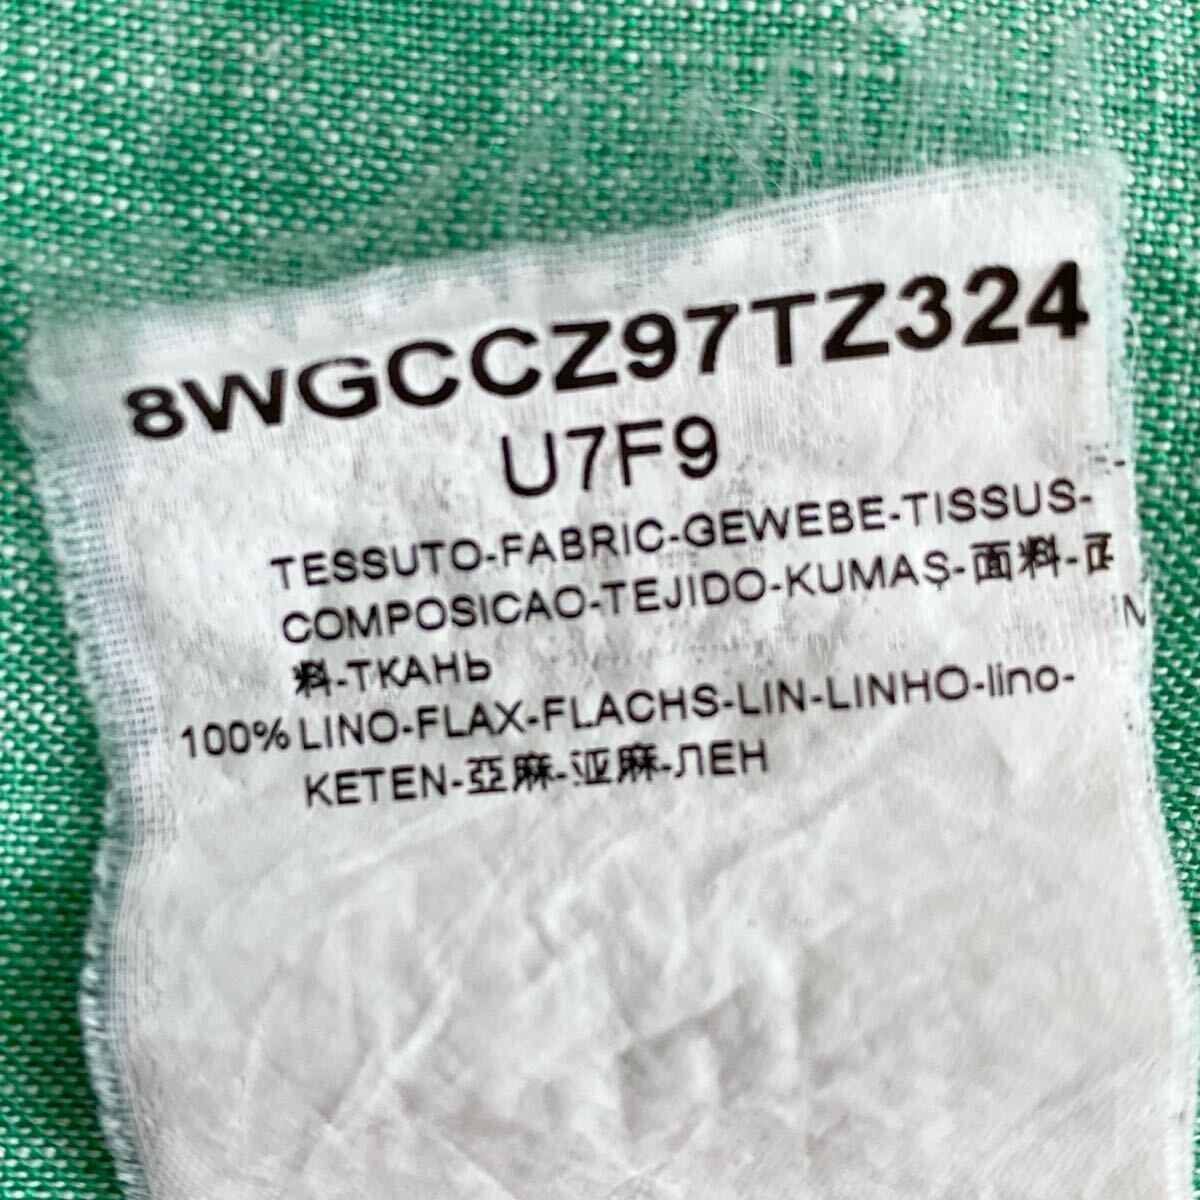 8WGCCZ97TZ324
U7F9
TESSUTO-FABRIC-GEWEBE-TISSUS-
COMPOSICAO-TEJIDO-KUMAŞ-面料-面
料-ТКАНЬ
100% LINO-FLAX-FLACHS-LIN-LINHO-lino-
KETEN-亞麻-亚麻-ЛЕН